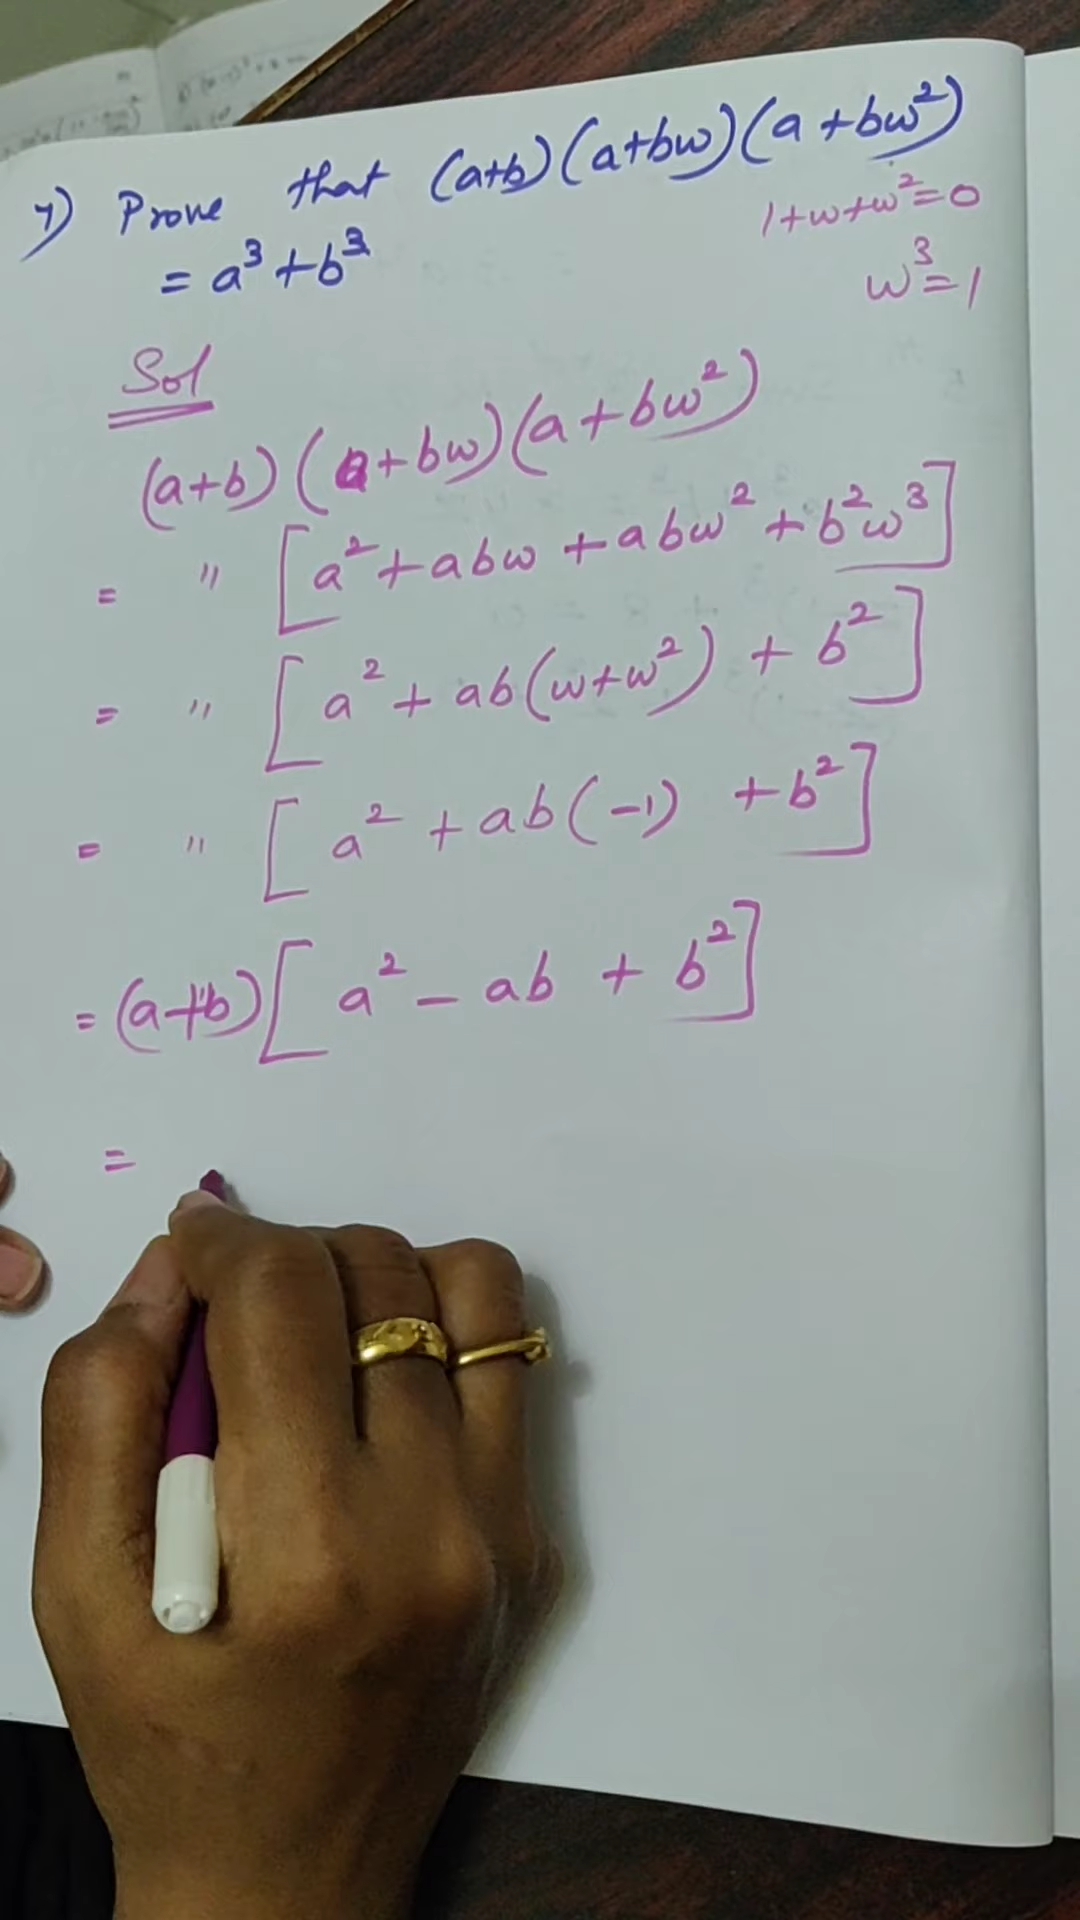 7) Prove that (a+b)(a+bω)(a+bω²)
= a³+b³
1+ω+ω²=0
ω³=1
Sol
(a+b)(a+bω)(a+bω²)
= " [a²+abω+abω²+b²ω³]
= " [a²+ab(ω+ω²)+b²]
= " [a²+ab(-1)+b²]
= (a+b)[a²-ab+b²]
=